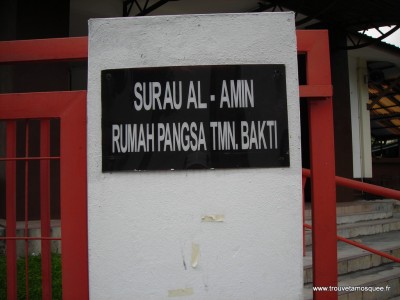 SURAU AL - AMIN
RUMAH PANGSA TMN. BAKTI
www.trouvetamosquee.fr